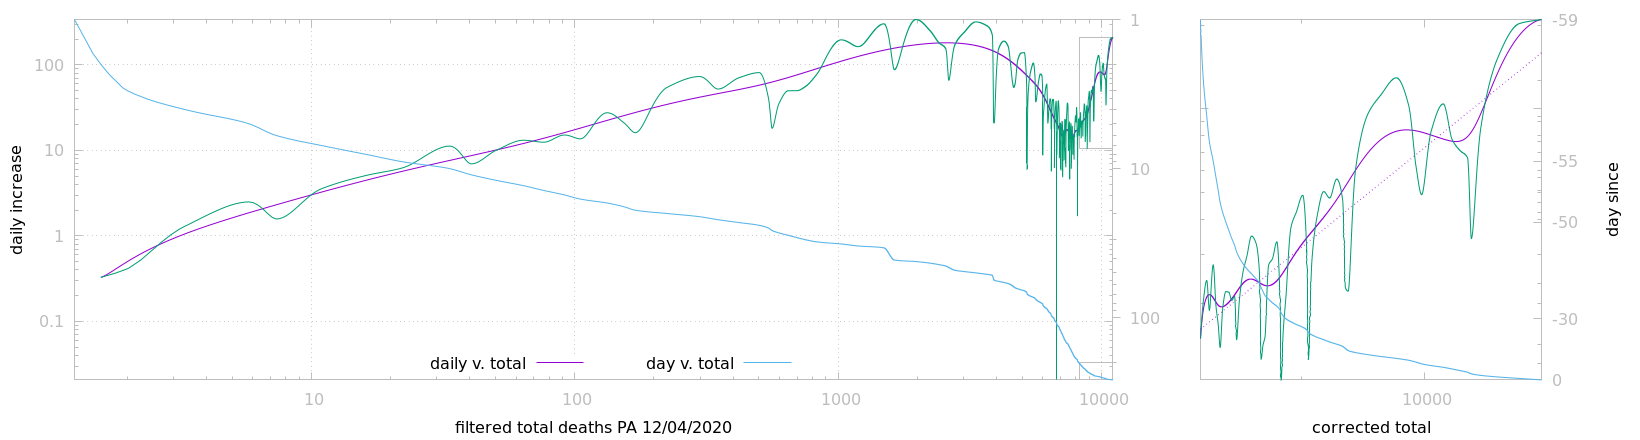 daily increase
100
10
1
0.1
daily v. total
day v. total
10
100
1000
10000
filtered total deaths PA 12/04/2020
1
10
100
-59
-55
-50
-30
0
day since
10000
corrected total